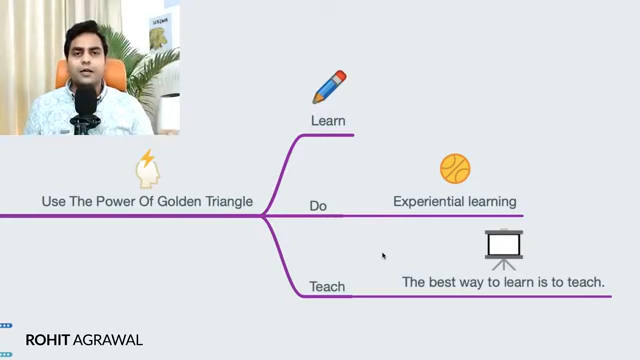 Learn
Use The Power Of Golden Triangle
Do
Experiential learning
Teach
The best way to learn is to teach.
ROHIT AGRAWAL